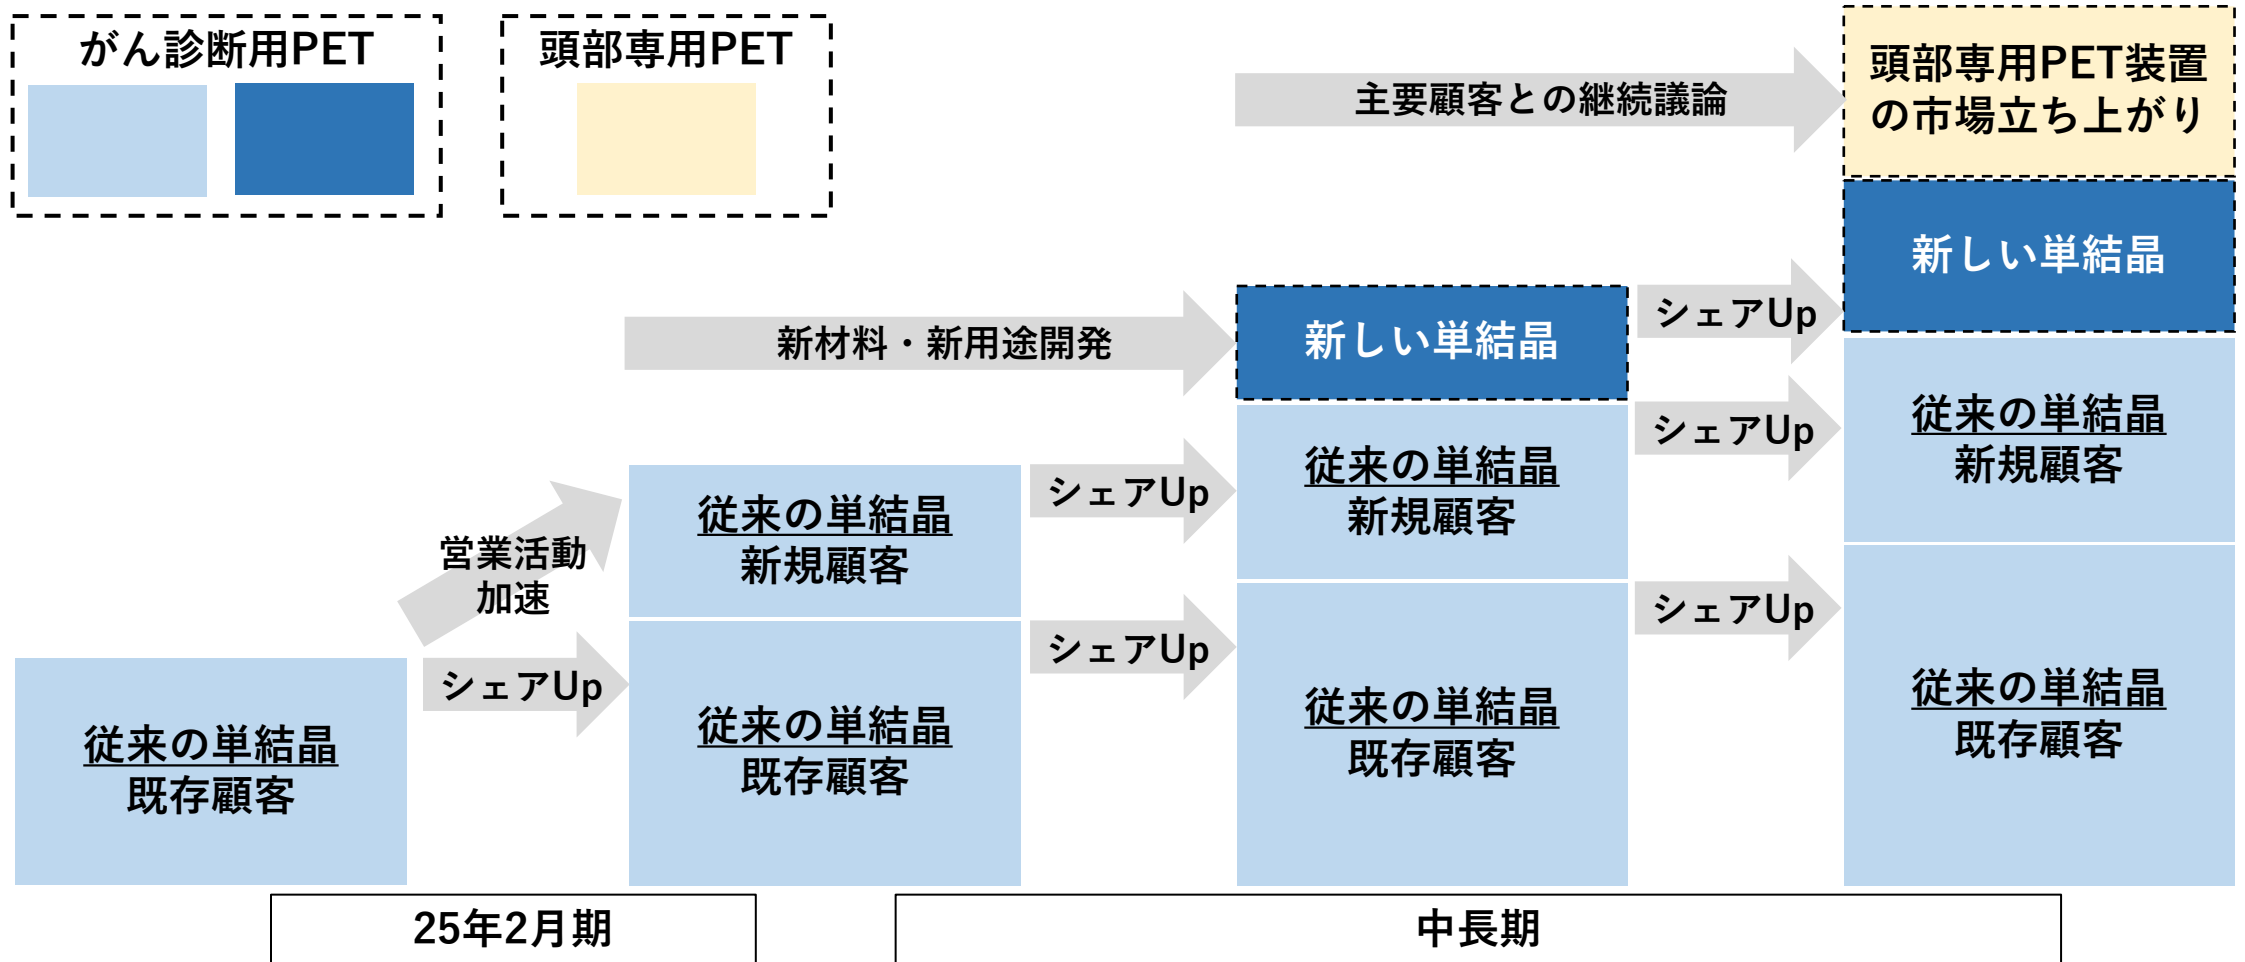 がん診断用PET
頭部専用PET
主要顧客との継続議論
頭部専用PET装置
の市場立ち上がり
新しい単結晶
新材料・新用途開発
新しい単結晶
シェアUp
営業活動
加速
従来の単結晶
新規顧客
シェアUp
従来の単結晶
新規顧客
シェアUp
従来の単結晶
新規顧客
従来の単結晶
既存顧客
シェアUp
従来の単結晶
既存顧客
シェアUp
従来の単結晶
既存顧客
シェアUp
従来の単結晶
既存顧客
25年2月期
中長期